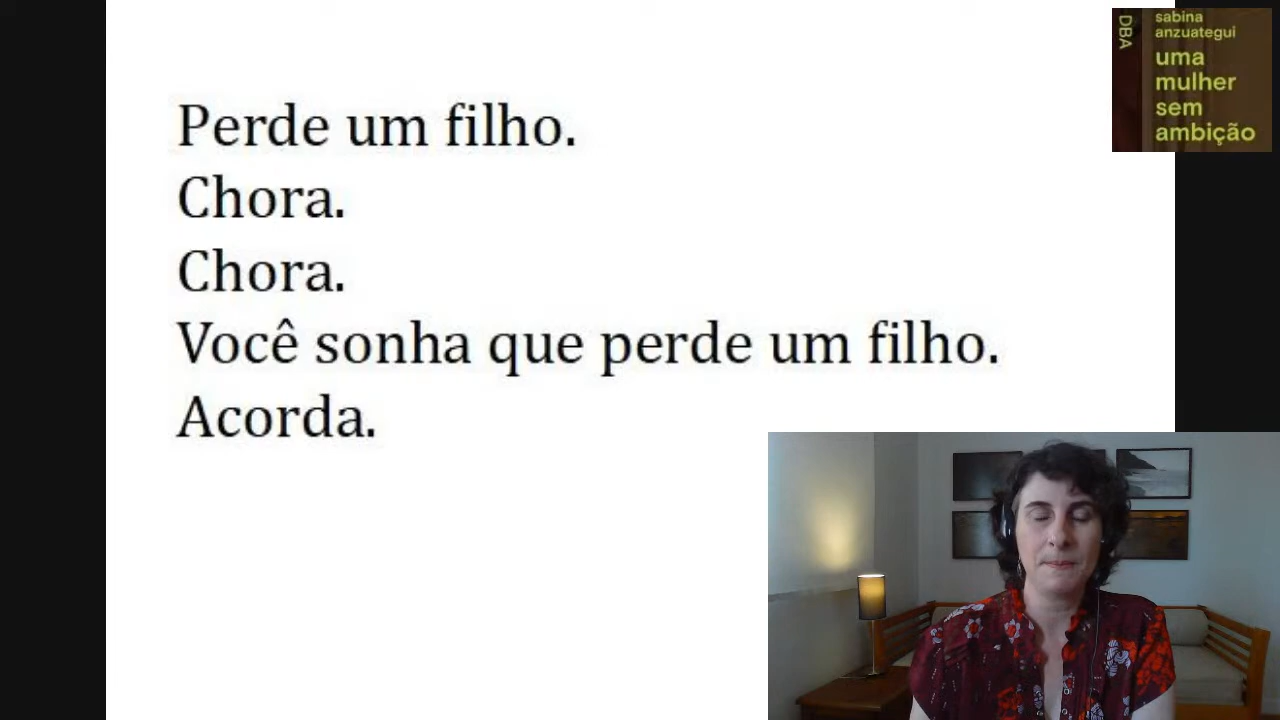 Perde um filho.
Chora.
Chora.
Você sonha que perde um filho.
Acorda.
DBA
sabina
anzuategui
uma
mulher
sem
ambição